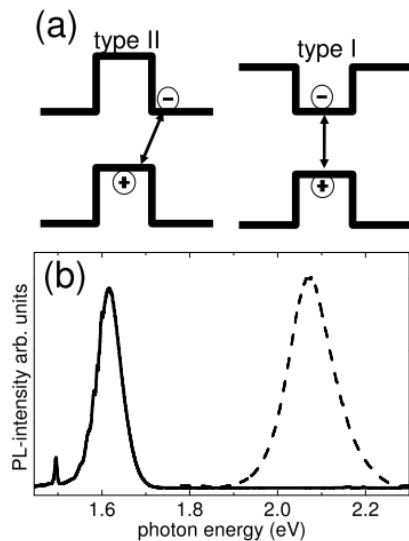 (a)
type II
type I
−
−
+
+
(b)
PL-intensity arb. units
1.6
1.8
2.0
2.2
photon energy (eV)